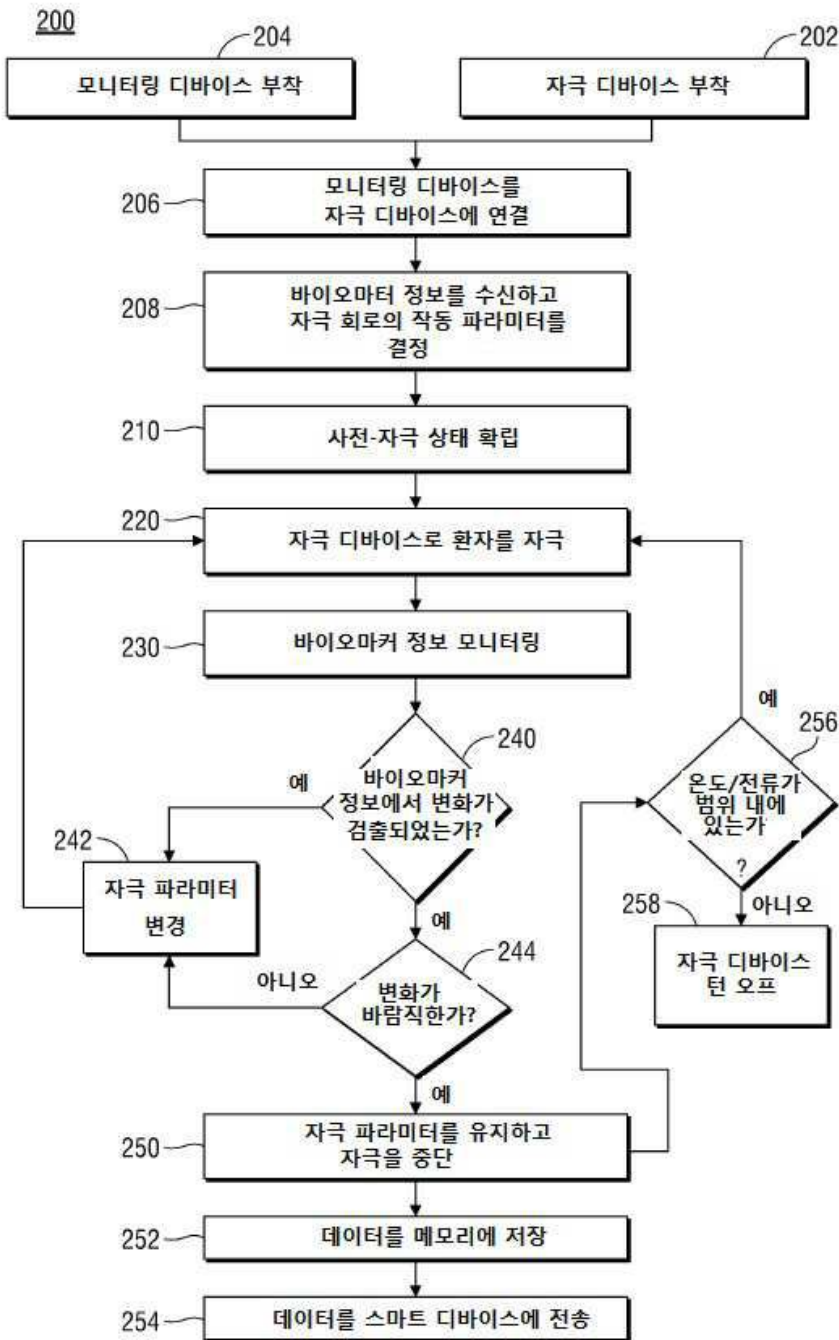 200
204
202
모니터링 디바이스 부착
자극 디바이스 부착
206
모니터링 디바이스를
자극 디바이스에 연결
208
바이오마터 정보를 수신하고
자극 회로의 작동 파라미터를
결정
210
사전-자극 상태 확립
220
자극 디바이스로 환자를 자극
230
바이오마커 정보 모니터링
240
예
바이오마커
정보에서 변화가
검출되었는가?
예
256
온도/전류가
범위 내에
있는가
?
242
자극 파라미터
변경
예
아니오
258
자극 디바이스
턴 오프
244
아니오
변화가
바람직한가?
예
250
자극 파라미터를 유지하고
자극을 중단
252
데이터를 메모리에 저장
254
데이터를 스마트 디바이스에 전송